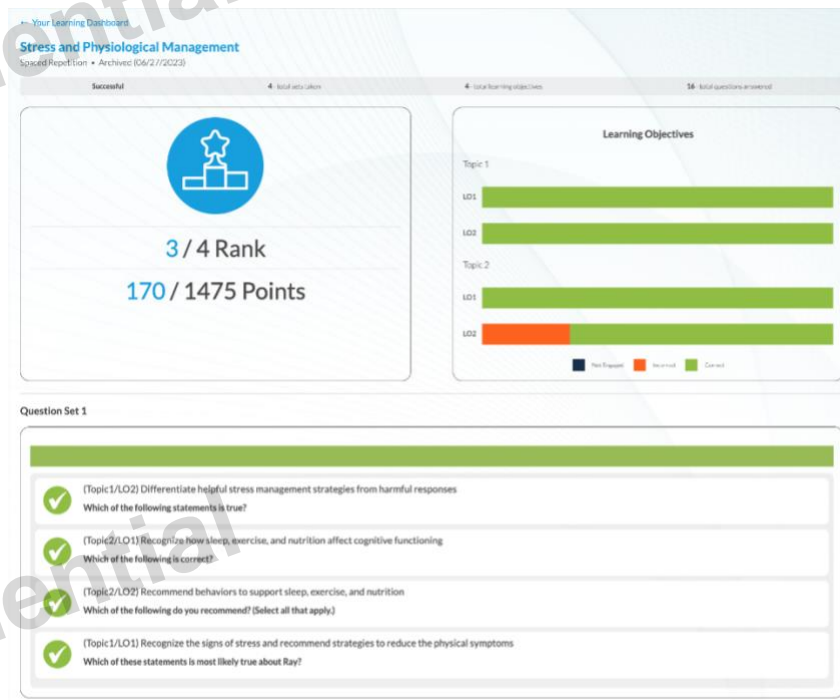 ← Your Learning Dashboard
Stress and Physiological Management
Spaced Repetition • Archived (06/27/2023)
Successful
4 total sets taken
4 total learning objectives
16 total questions answered
3 / 4 Rank
170 / 1475 Points
Learning Objectives
Topic 1
LO1
LO2
Topic 2
LO1
LO2
Not Engaged
Incorrect
Correct
Question Set 1
(Topic1/LO2) Differentiate helpful stress management strategies from harmful responses
Which of the following statements is true?
(Topic2/LO1) Recognize how sleep, exercise, and nutrition affect cognitive functioning
Which of the following is correct?
(Topic2/LO2) Recommend behaviors to support sleep, exercise, and nutrition
Which of the following do you recommend? (Select all that apply.)
(Topic1/LO1) Recognize the signs of stress and recommend strategies to reduce the physical symptoms
Which of these statements is most likely true about Ray?
ential
ential